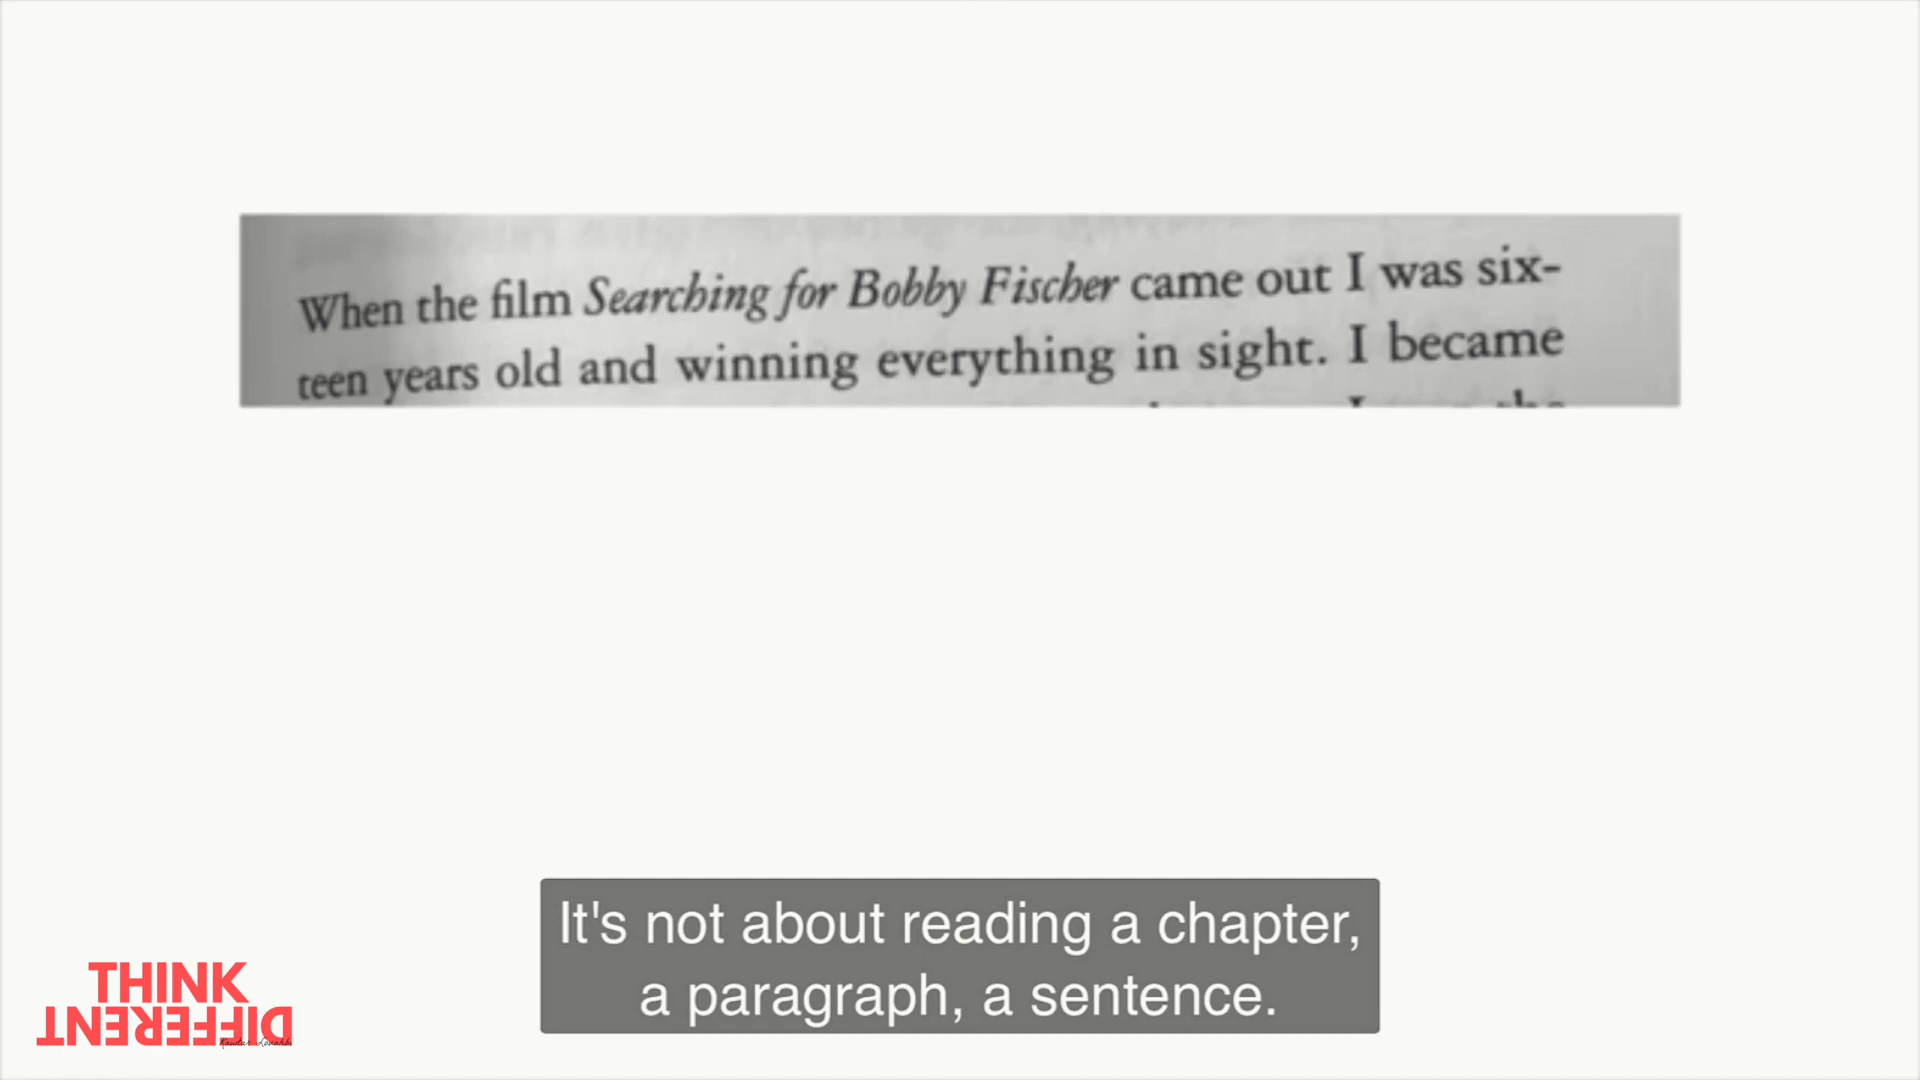 When the film Searching for Bobby Fischer came out I was six-
teen years old and winning everything in sight. I became
It's not about reading a chapter,
a paragraph, a sentence.
THINK
DIFFERENT